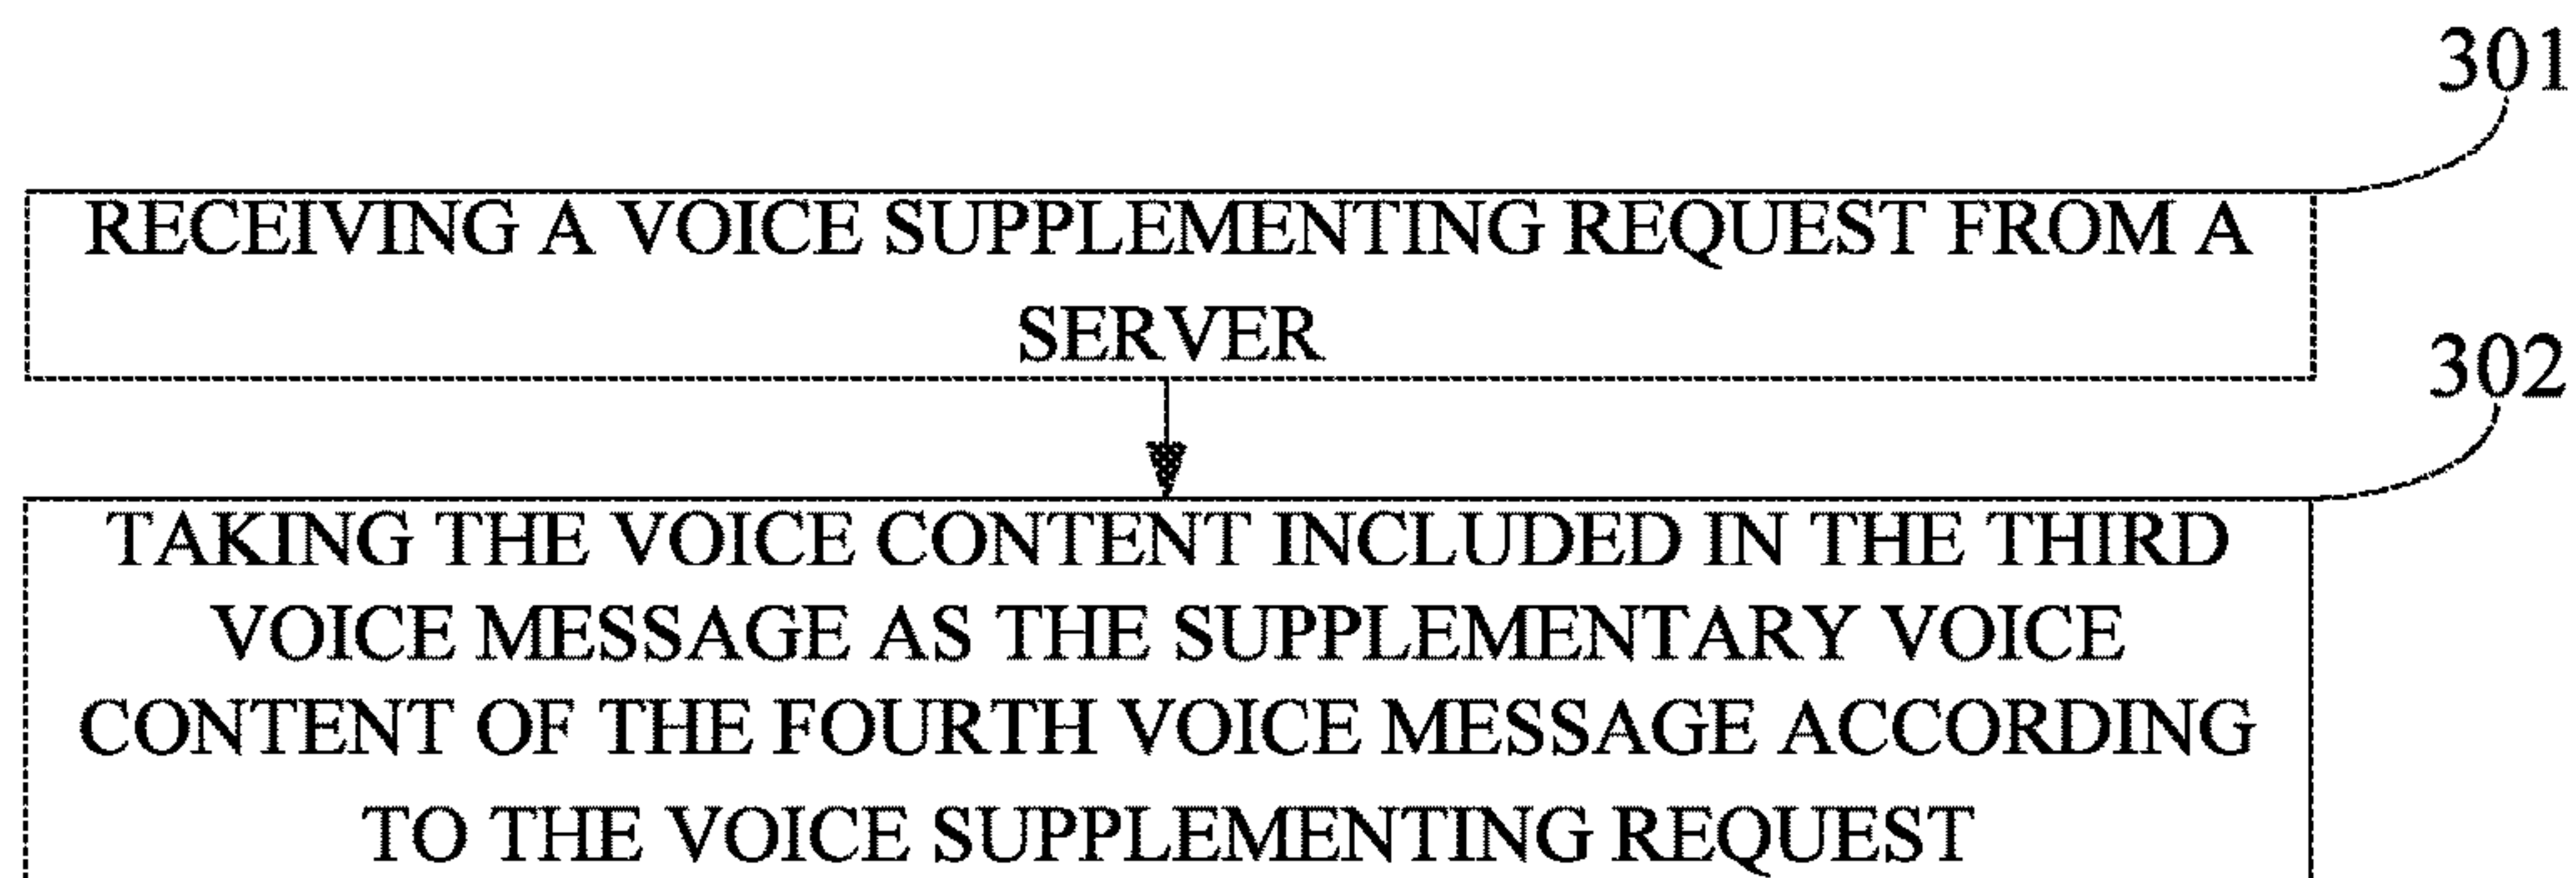 301
RECEIVING A VOICE SUPPLEMENTING REQUEST FROM A
SERVER
302
TAKING THE VOICE CONTENT INCLUDED IN THE THIRD
VOICE MESSAGE AS THE SUPPLEMENTARY VOICE
CONTENT OF THE FOURTH VOICE MESSAGE ACCORDING
TO THE VOICE SUPPLEMENTING REQUEST